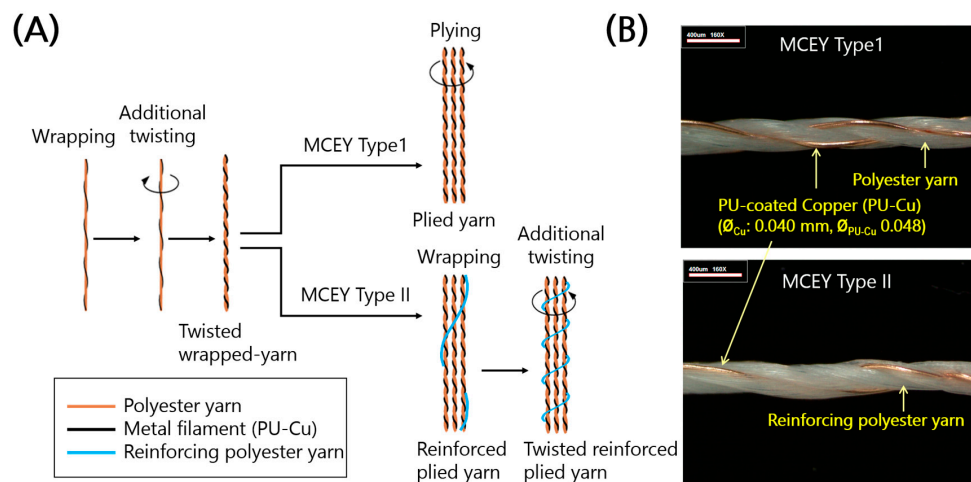 (A)
Wrapping
Additional
twisting
Twisted
wrapped-yarn
MCEY Type1
MCEY Type II
Plying
Plied yarn
Wrapping
Reinforced
plied yarn
Additional
twisting
Twisted reinforced
plied yarn
Polyester yarn
Metal filament (PU-Cu)
Reinforcing polyester yarn
(B)
400um 160X
MCEY Type1
Polyester yarn
PU-coated Copper (PU-Cu)
(Ø_Cu: 0.040 mm, Ø_PU-Cu 0.048)
400um 160X
MCEY Type II
Reinforcing polyester yarn